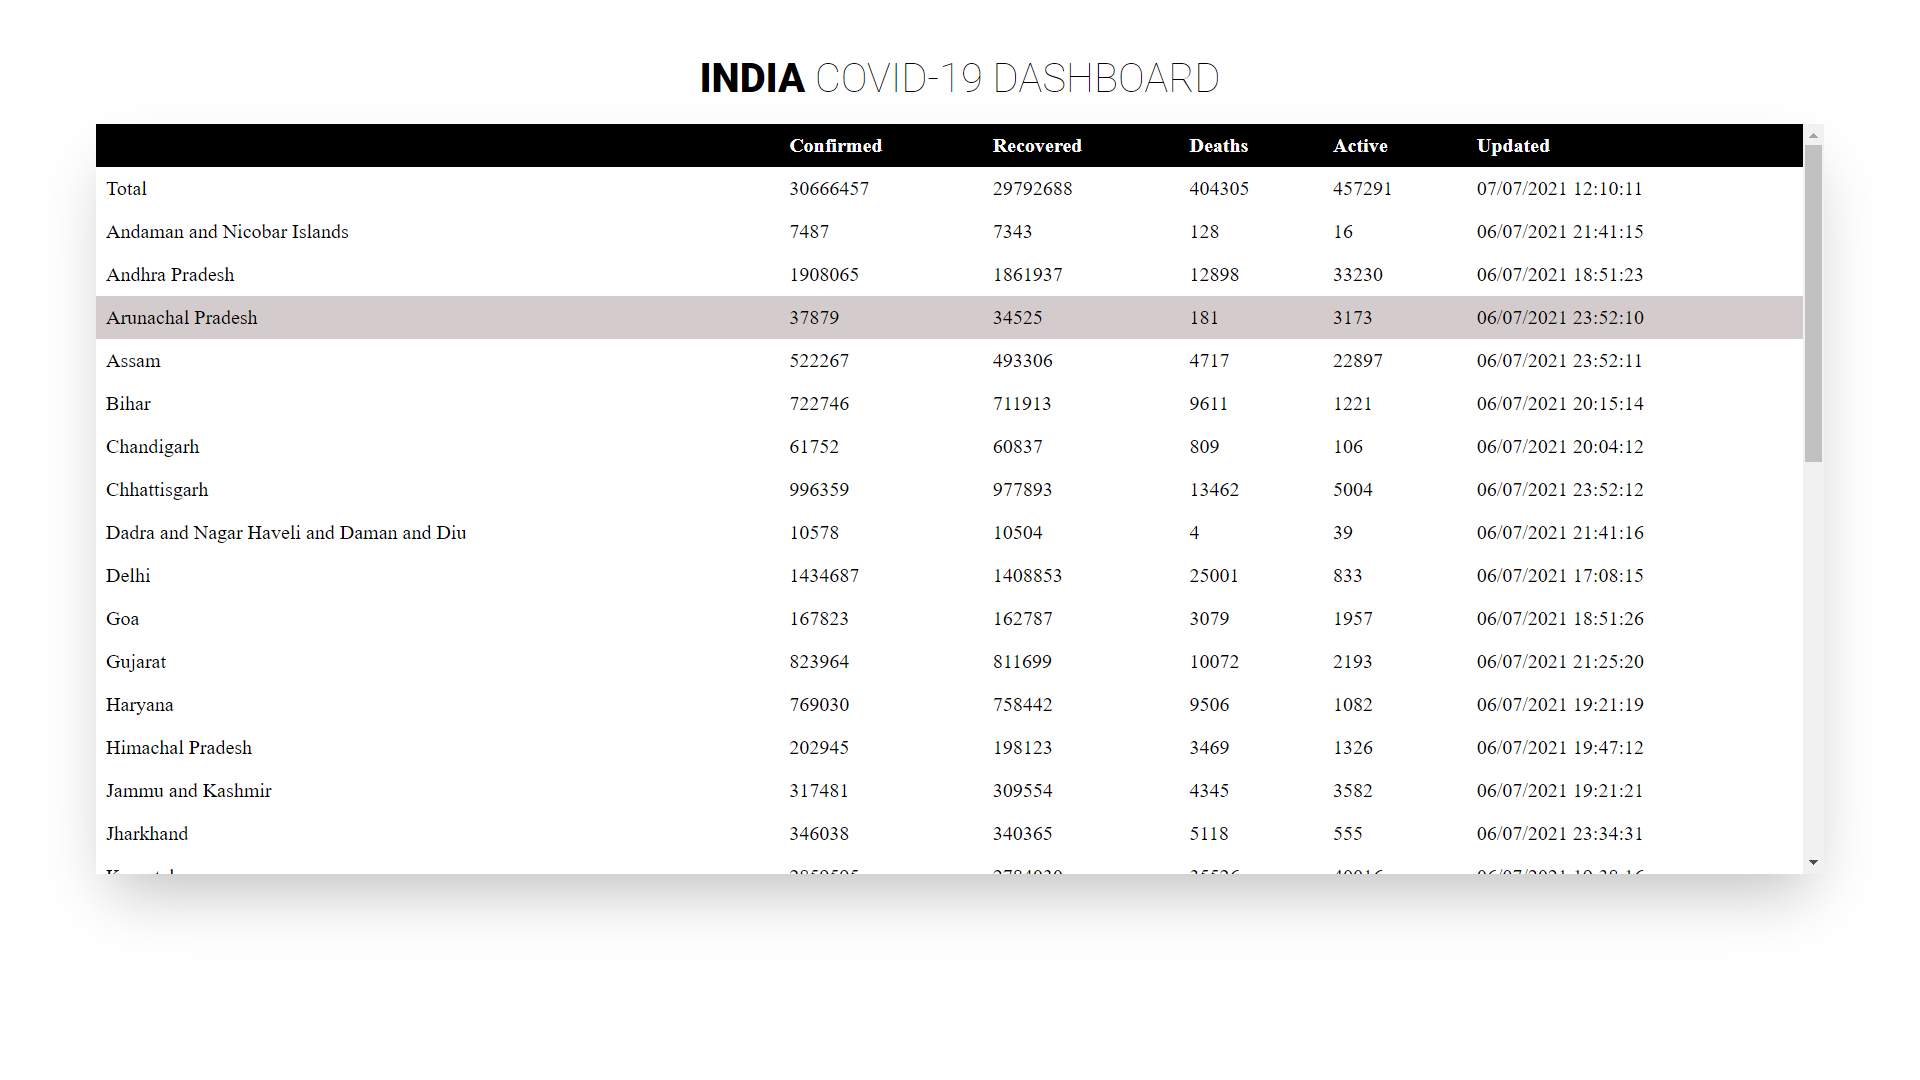 INDIA COVID-19 DASHBOARD
Confirmed Recovered Deaths Active Updated
Total 30666457 29792688 404305 457291 07/07/2021 12:10:11
Andaman and Nicobar Islands 7487 7343 128 16 06/07/2021 21:41:15
Andhra Pradesh 1908065 1861937 12898 33230 06/07/2021 18:51:23
Arunachal Pradesh 37879 34525 181 3173 06/07/2021 23:52:10
Assam 522267 493306 4717 22897 06/07/2021 23:52:11
Bihar 722746 711913 9611 1221 06/07/2021 20:15:14
Chandigarh 61752 60837 809 106 06/07/2021 20:04:12
Chhattisgarh 996359 977893 13462 5004 06/07/2021 23:52:12
Dadra and Nagar Haveli and Daman and Diu 10578 10504 4 39 06/07/2021 21:41:16
Delhi 1434687 1408853 25001 833 06/07/2021 17:08:15
Goa 167823 162787 3079 1957 06/07/2021 18:51:26
Gujarat 823964 811699 10072 2193 06/07/2021 21:25:20
Haryana 769030 758442 9506 1082 06/07/2021 19:21:19
Himachal Pradesh 202945 198123 3469 1326 06/07/2021 19:47:12
Jammu and Kashmir 317481 309554 4345 3582 06/07/2021 19:21:21
Jharkhand 346038 340365 5118 555 06/07/2021 23:34:31